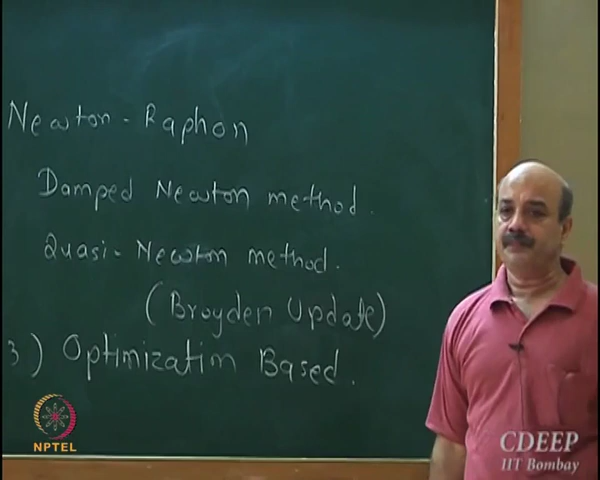 Newton - Raphon
Damped Newton method.
Quasi - Newton method.
(Broyden Update)
3) Optimization Based.
NPTEL
CDEEP
IIT Bombay